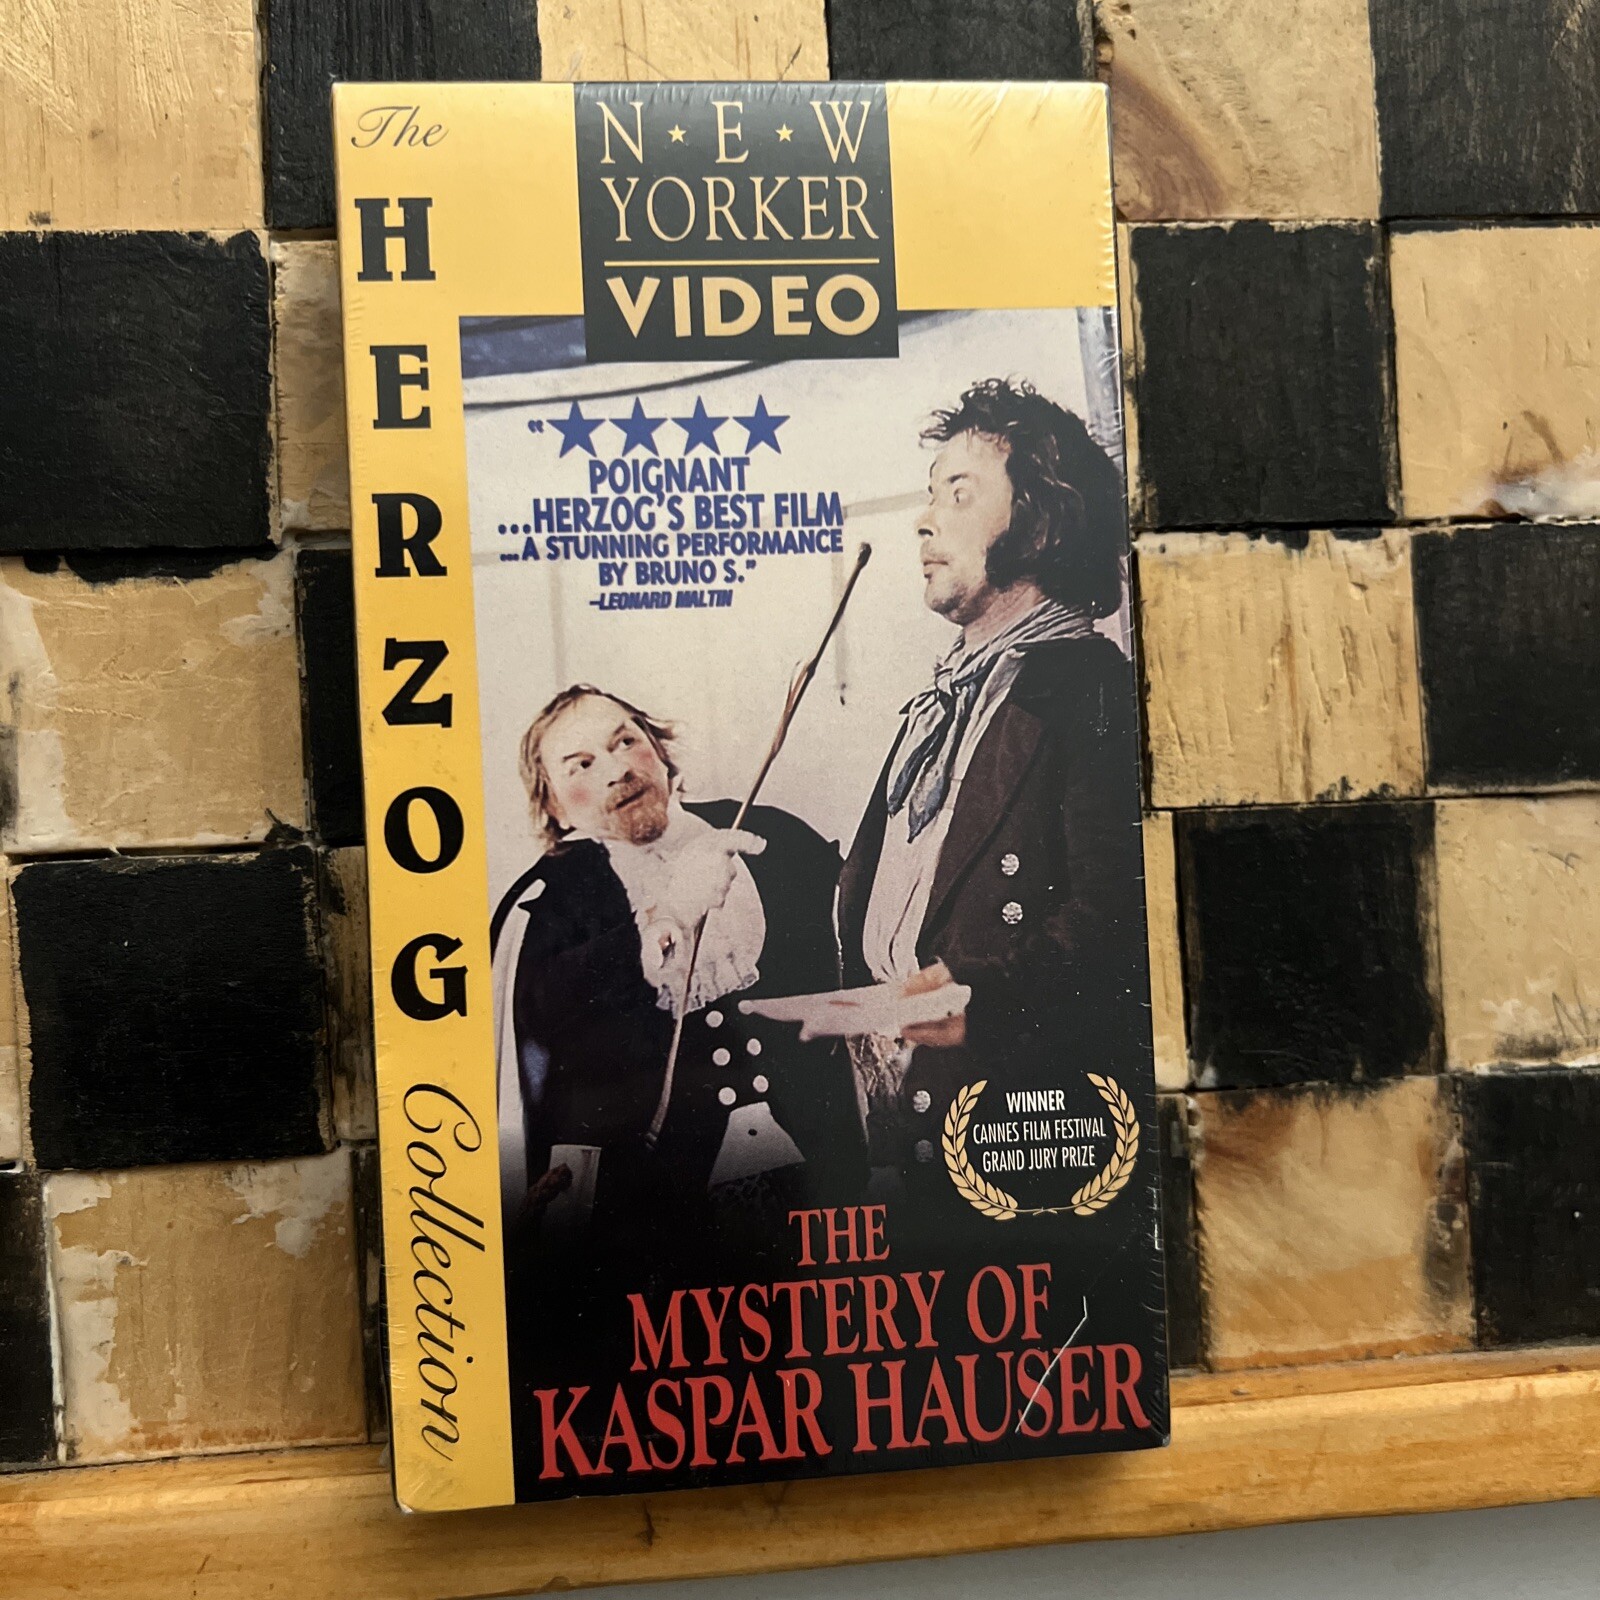 The
HERZOG
Collection
N★E★W
YORKER
VIDEO
"★★★★
POIGNANT
...HERZOG'S BEST FILM
...A STUNNING PERFORMANCE
BY BRUNO S."
–LEONARD MALTIN
WINNER
CANNES FILM FESTIVAL
GRAND JURY PRIZE
THE
MYSTERY OF
KASPAR HAUSER